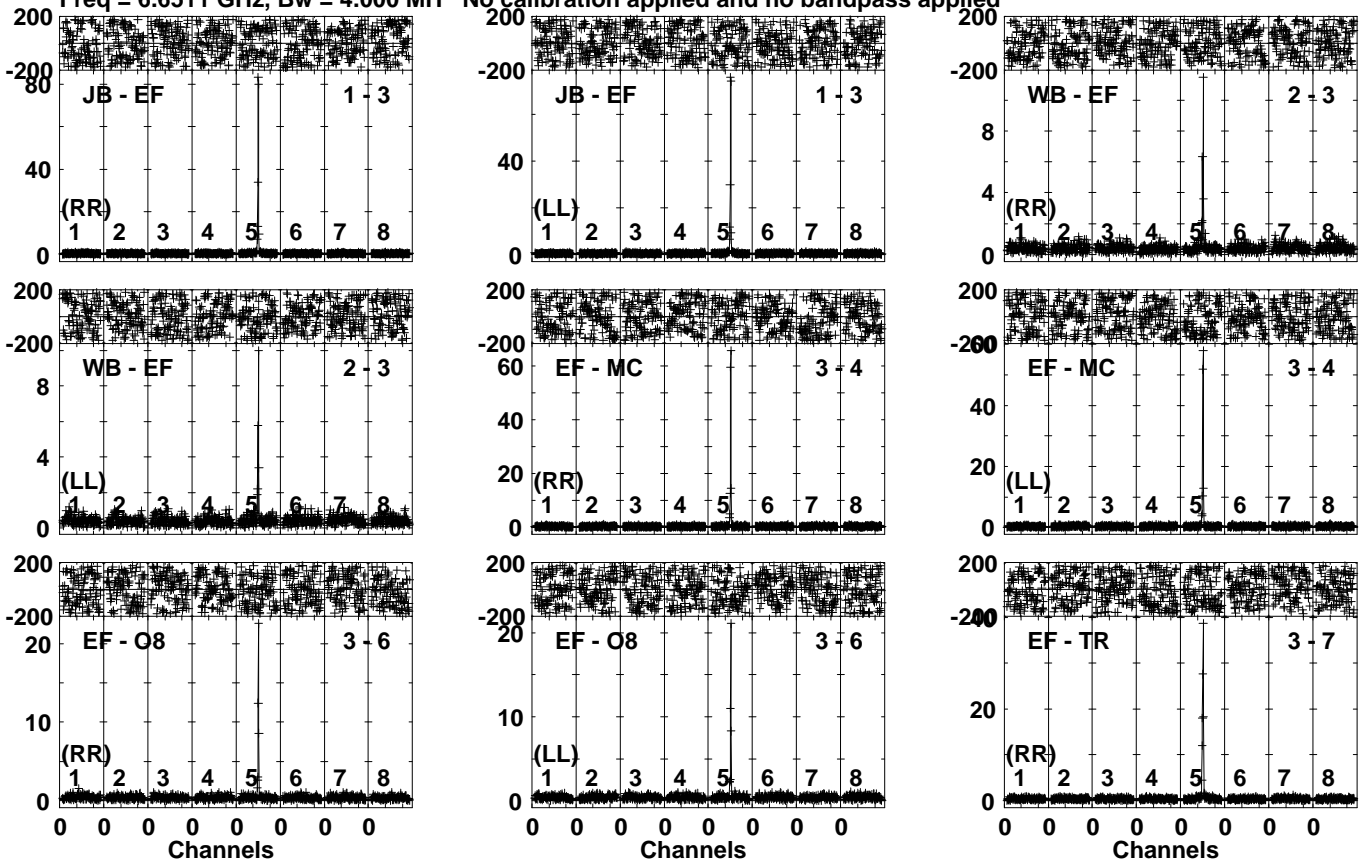 Freq = 6.6511 GHz, Bw = 4.000 MH No calibration applied and no bandpass applied
200 200 200
-200 -200 -200
80
JB - EF 1 - 3 JB - EF 1 - 3 WB - EF 2 - 3
8
40 40
4
(RR) (LL) (RR)
1 2 3 4 5 6 7 8 1 2 3 4 5 6 7 8 1 2 3 4 5 6 7 8
0 0 0
200 200 200
-200 -200 -200
60
WB - EF 2 - 3 EF - MC 3 - 4 EF - MC 3 - 4
8 60
40 40
4
20 20
(LL) (RR) (LL)
1 2 3 4 5 6 7 8 1 2 3 4 5 6 7 8 1 2 3 4 5 6 7 8
0 0 0
200 200 200
-200 -200 -200
40
EF - O8 3 - 6 EF - O8 3 - 6 EF - TR 3 - 7
20 20
20
10 10
(RR) (LL) (RR)
1 2 3 4 5 6 7 8 1 2 3 4 5 6 7 8 1 2 3 4 5 6 7 8
0 0 0
0 0 0 0 0 0 0 0 0 0 0 0 0 0 0 0 0 0 0 0 0 0 0 0
Channels Channels Channels